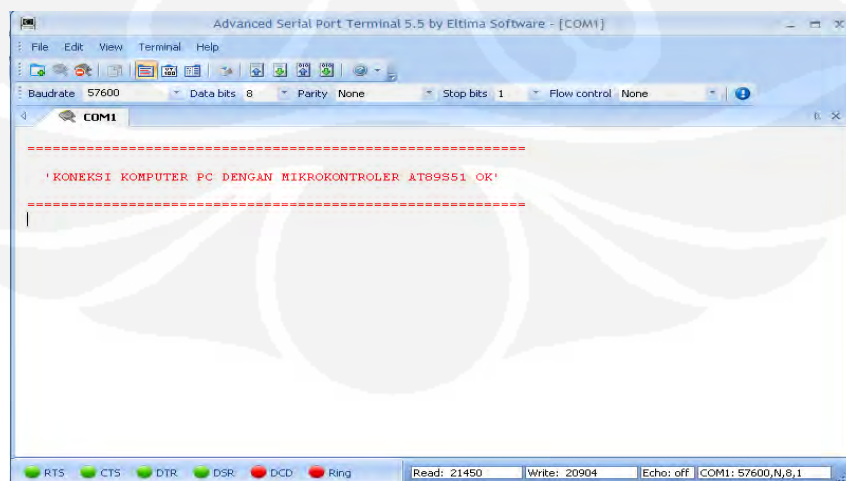 Advanced Serial Port Terminal 5.5 by Eltima Software - [COM1]
File Edit View Terminal Help
Baudrate 57600 Data bits 8 Parity None Stop bits 1 Flow control None
COM1
============================================================
'KONEKSI KOMPUTER PC DENGAN MIKROKONTROLER AT89S51 OK'
============================================================
RTS CTS DTR DSR DCD Ring Read: 21450 Write: 20904 Echo: off COM1: 57600,N,8,1